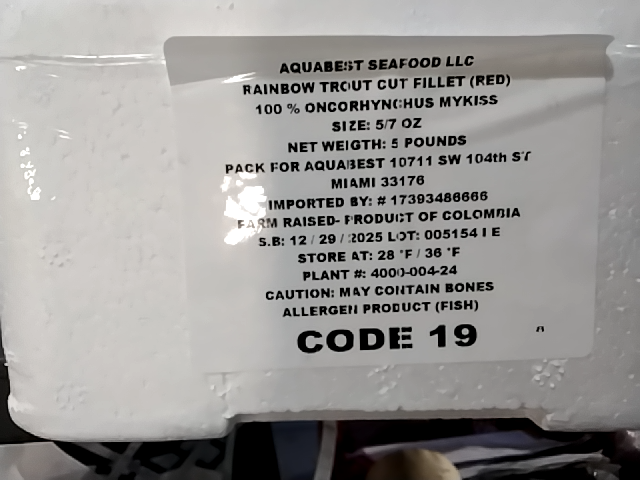 AQUABEST SEAFOOD LLC
RAINBOW TROUT CUT FILLET (RED)
100 % ONCORHYNCHUS MYKISS
SIZE: 5/7 OZ
NET WEIGTH: 5 POUNDS
PACK FOR AQUABEST 10711 SW 104th ST
MIAMI 33176
IMPORTED BY: # 17393486666
FARM RAISED- PRODUCT OF COLOMBIA
S.B: 12 / 29 / 2025 LOT: 005154 I E
STORE AT: 28 °F / 36 °F
PLANT #: 4000-004-24
CAUTION: MAY CONTAIN BONES
ALLERGEN PRODUCT (FISH)
CODE 19